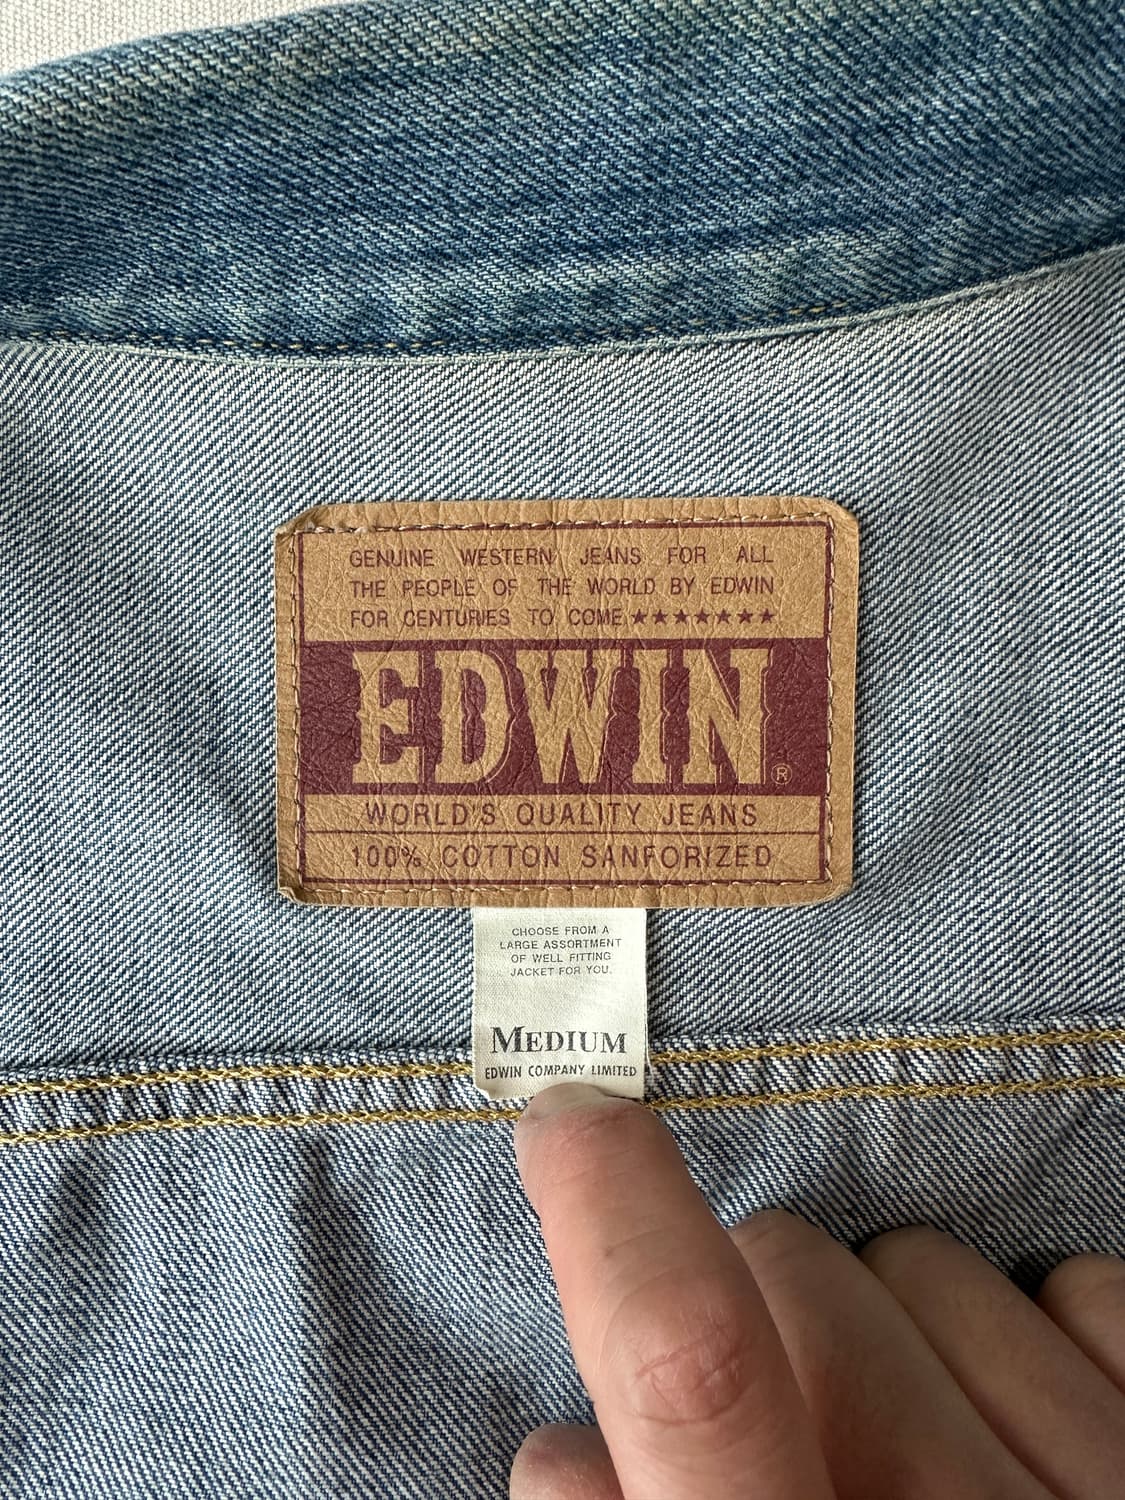 GENUINE WESTERN JEANS FOR ALL
THE PEOPLE OF THE WORLD BY EDWIN
FOR CENTURIES TO COME ★★★★★★★
EDWIN®
WORLD'S QUALITY JEANS
100% COTTON SANFORIZED
CHOOSE FROM A
LARGE ASSORTMENT
OF WELL FITTING
JACKET FOR YOU.
MEDIUM
EDWIN COMPANY LIMITED